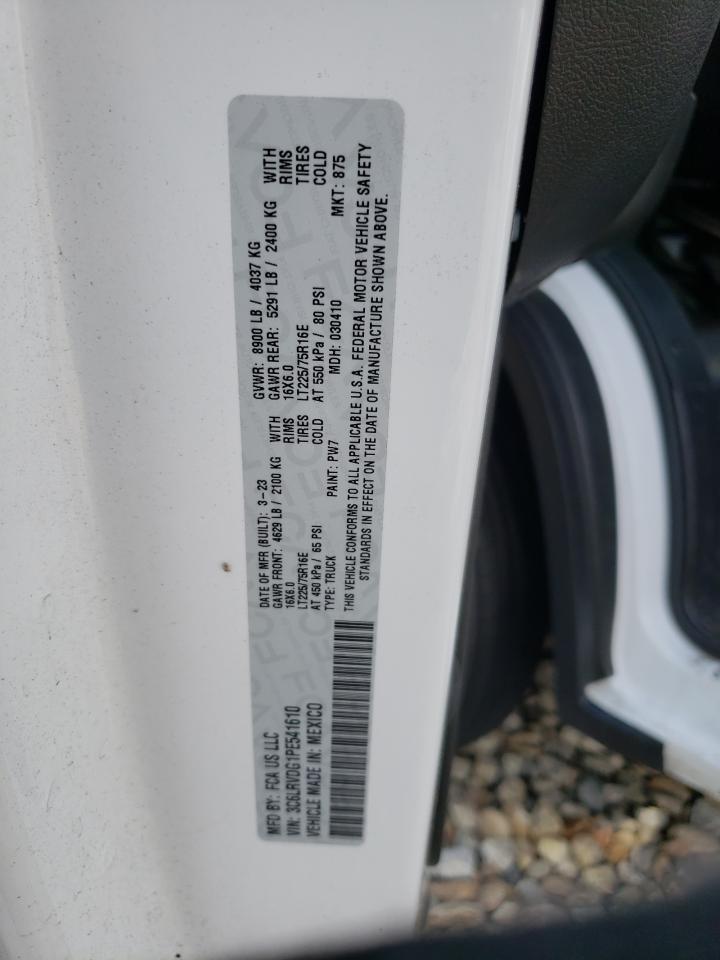 MFD BY: FCA US LLC
VIN: 3C6LRVDG1PE541610
VEHICLE MADE IN: MEXICO
DATE OF MFR (BUILT): 3-23 GVWR: 8900 LB / 4037 KG
GAWR FRONT: 4629 LB / 2100 KG WITH GAWR REAR: 5291 LB / 2400 KG WITH
16X6.0 RIMS 16X6.0 RIMS
LT225/75R16E TIRES LT225/75R16E TIRES
AT 450 kPa / 65 PSI COLD AT 550 kPa / 80 PSI COLD
TYPE: TRUCK PAINT: PW7 MDH: 030410 MKT: 875
THIS VEHICLE CONFORMS TO ALL APPLICABLE U.S.A. FEDERAL MOTOR VEHICLE SAFETY
STANDARDS IN EFFECT ON THE DATE OF MANUFACTURE SHOWN ABOVE.